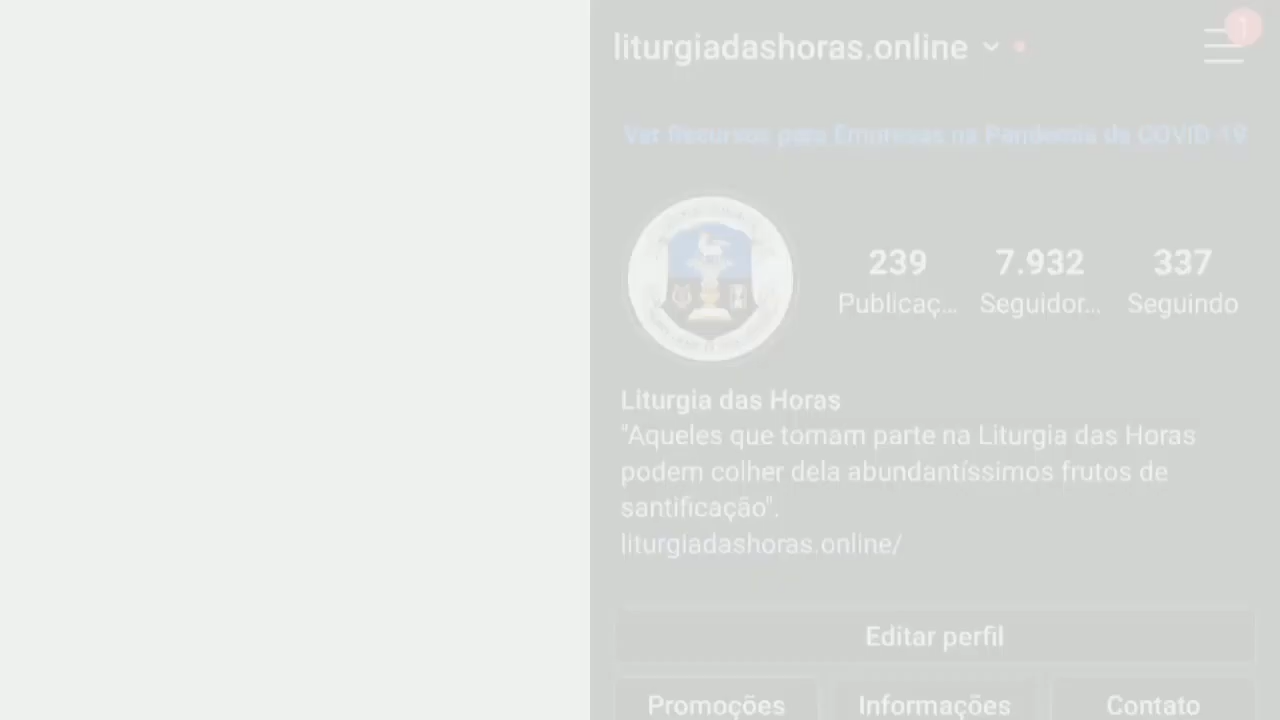 liturgiadashoras.online
1
Ver Recursos para Empresas na Pandemia de COVID-19
239 7.932 337
Publicaç... Seguidor... Seguindo
Liturgia das Horas
"Aqueles que tomam parte na Liturgia das Horas
podem colher dela abundantíssimos frutos de
santificação".
liturgiadashoras.online/
Editar perfil
Promoções Informações Contato